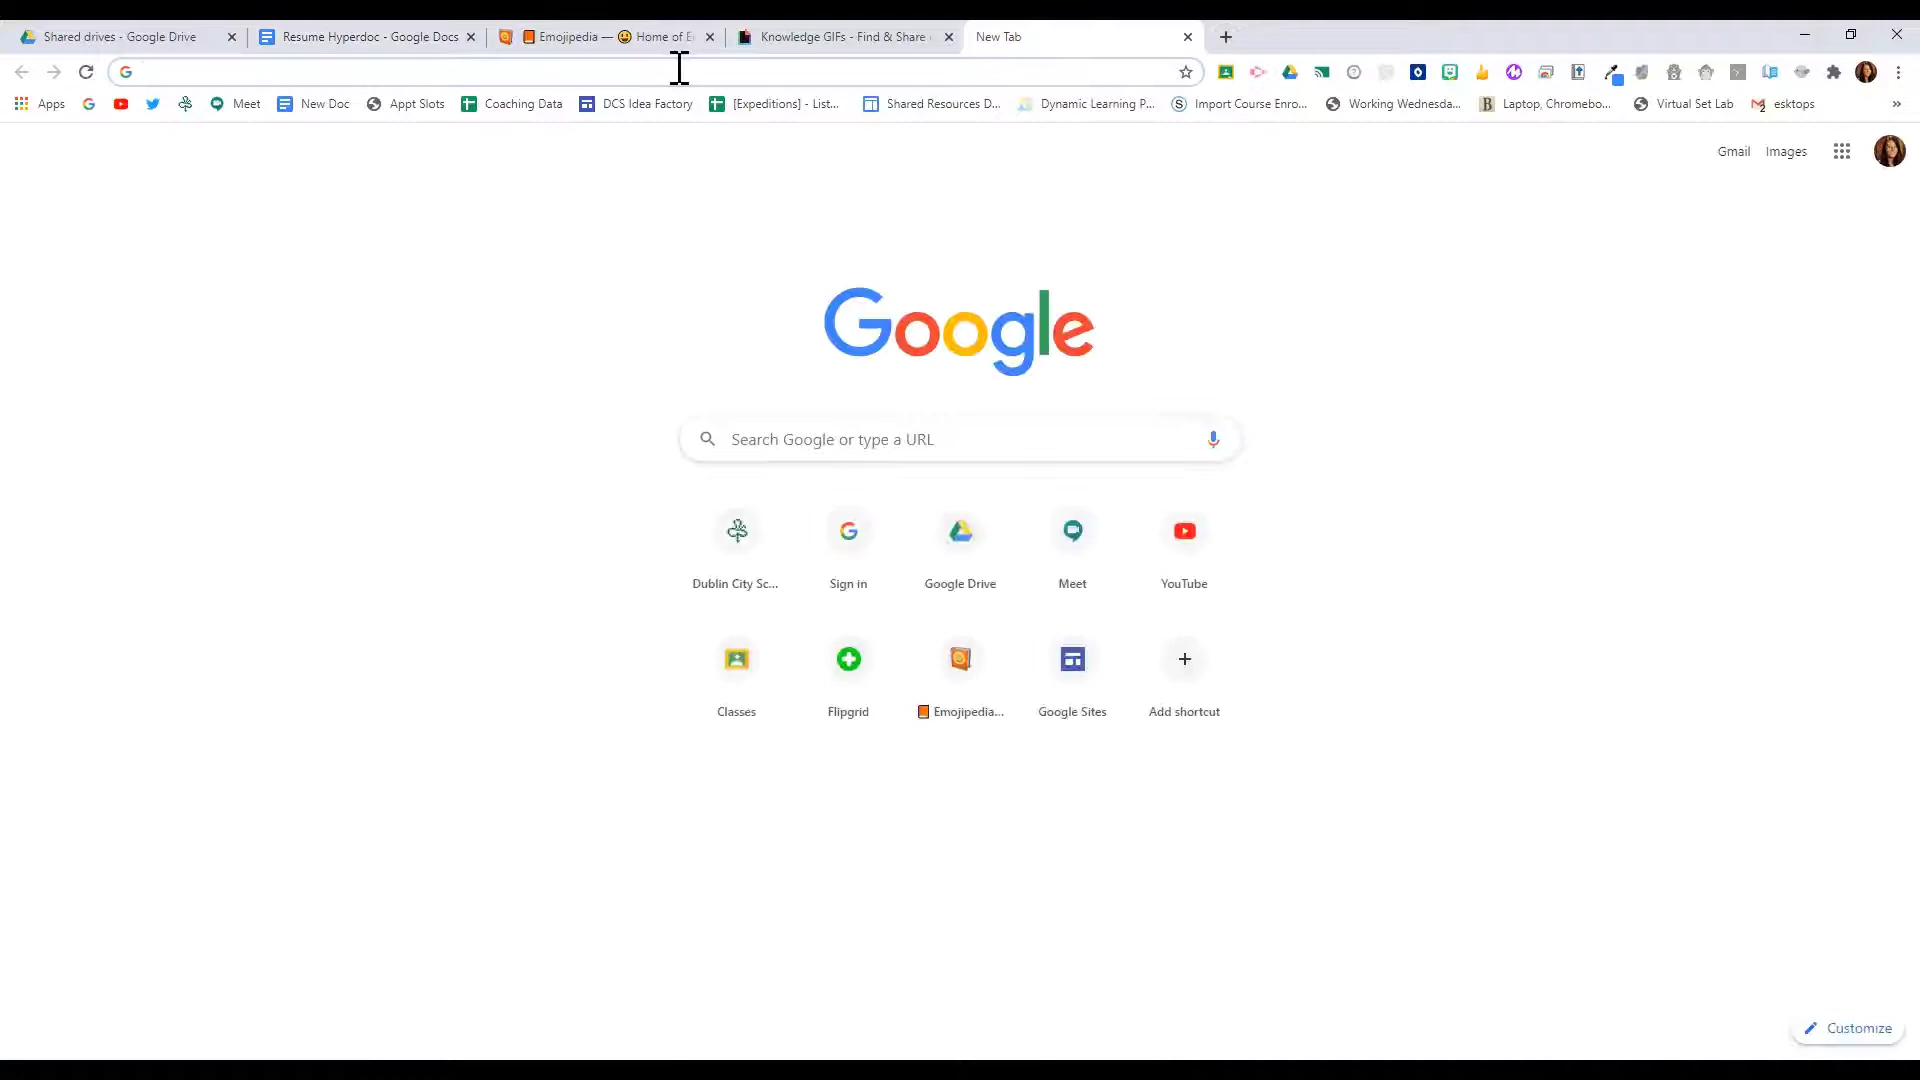 Shared drives - Google Drive
Resume Hyperdoc - Google Docs
Emojipedia — 😀 Home of E
Knowledge GIFs - Find & Share
New Tab
Apps
Meet
New Doc
Appt Slots
Coaching Data
DCS Idea Factory
[Expeditions] - List...
Shared Resources D...
Dynamic Learning P...
Import Course Enro...
Working Wednesda...
Laptop, Chromebo...
Virtual Set Lab
esktops
Gmail
Images
Google
Search Google or type a URL
Dublin City Sc...
Sign in
Google Drive
Meet
YouTube
Classes
Flipgrid
Emojipedia...
Google Sites
Add shortcut
Customize